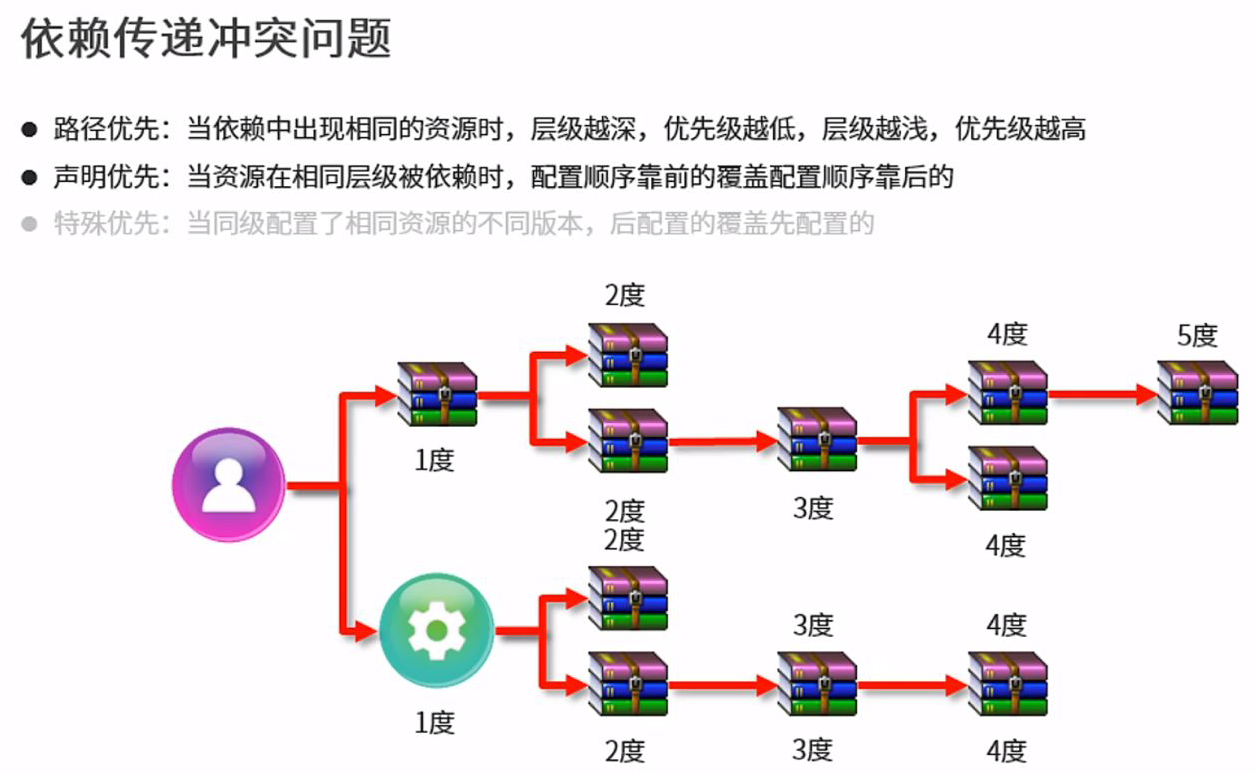 依赖传递冲突问题
● 路径优先：当依赖中出现相同的资源时，层级越深，优先级越低，层级越浅，优先级越高
● 声明优先：当资源在相同层级被依赖时，配置顺序靠前的覆盖配置顺序靠后的
● 特殊优先：当同级配置了相同资源的不同版本，后配置的覆盖先配置的
2度
4度
5度
1度
2度
3度
2度
4度
3度
4度
1度
2度
3度
4度